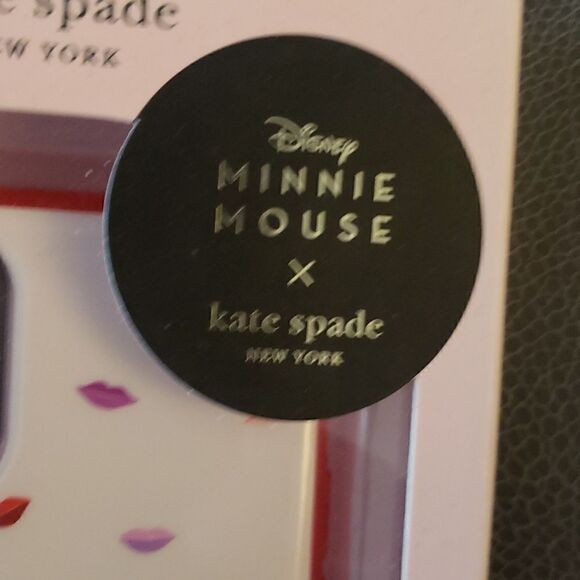 e spade
EW YORK
Disney
MINNIE
MOUSE
X
kate spade
NEW YORK